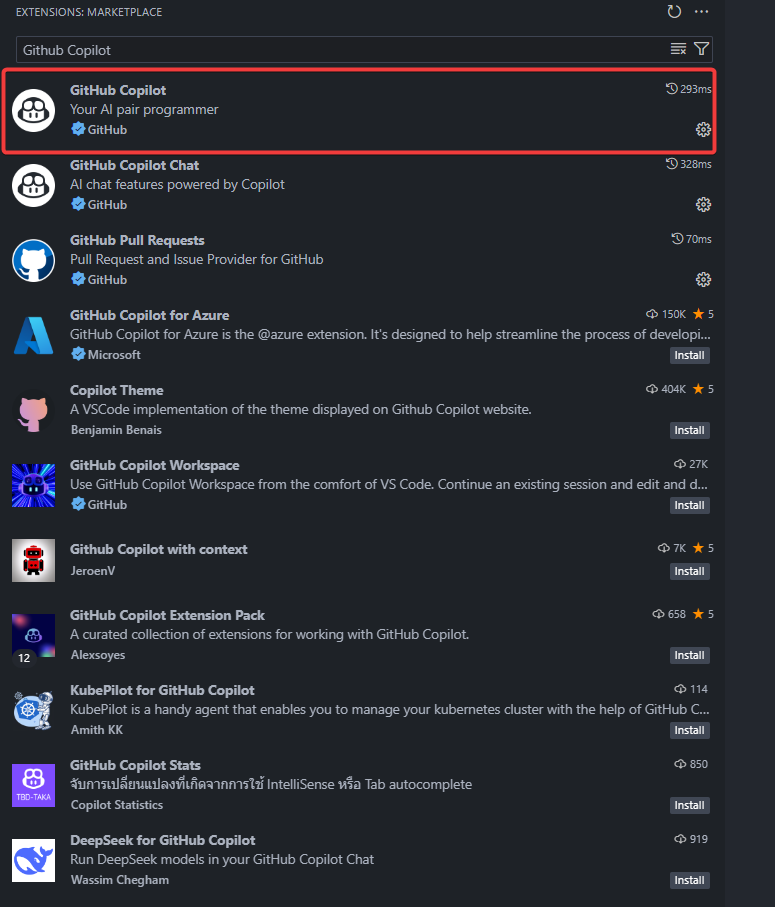 EXTENSIONS: MARKETPLACE
Github Copilot
GitHub Copilot 293ms
Your AI pair programmer
GitHub
GitHub Copilot Chat 328ms
AI chat features powered by Copilot
GitHub
GitHub Pull Requests 70ms
Pull Request and Issue Provider for GitHub
GitHub
GitHub Copilot for Azure 150K 5
GitHub Copilot for Azure is the @azure extension. It's designed to help streamline the process of developi...
Microsoft Install
Copilot Theme 404K 5
A VSCode implementation of the theme displayed on Github Copilot website.
Benjamin Benais Install
GitHub Copilot Workspace 27K
Use GitHub Copilot Workspace from the comfort of VS Code. Continue an existing session and edit and d...
GitHub Install
Github Copilot with context 7K 5
JeroenV Install
GitHub Copilot Extension Pack 658 5
A curated collection of extensions for working with GitHub Copilot.
12 Alexsoyes Install
KubePilot for GitHub Copilot 114
KubePilot is a handy agent that enables you to manage your kubernetes cluster with the help of GitHub C...
Amith KK Install
GitHub Copilot Stats 850
จับการเปลี่ยนแปลงที่เกิดจากการใช้ IntelliSense หรือ Tab autocomplete
TBD-TAKA Copilot Statistics Install
DeepSeek for GitHub Copilot 919
Run DeepSeek models in your GitHub Copilot Chat
Wassim Chegham Install